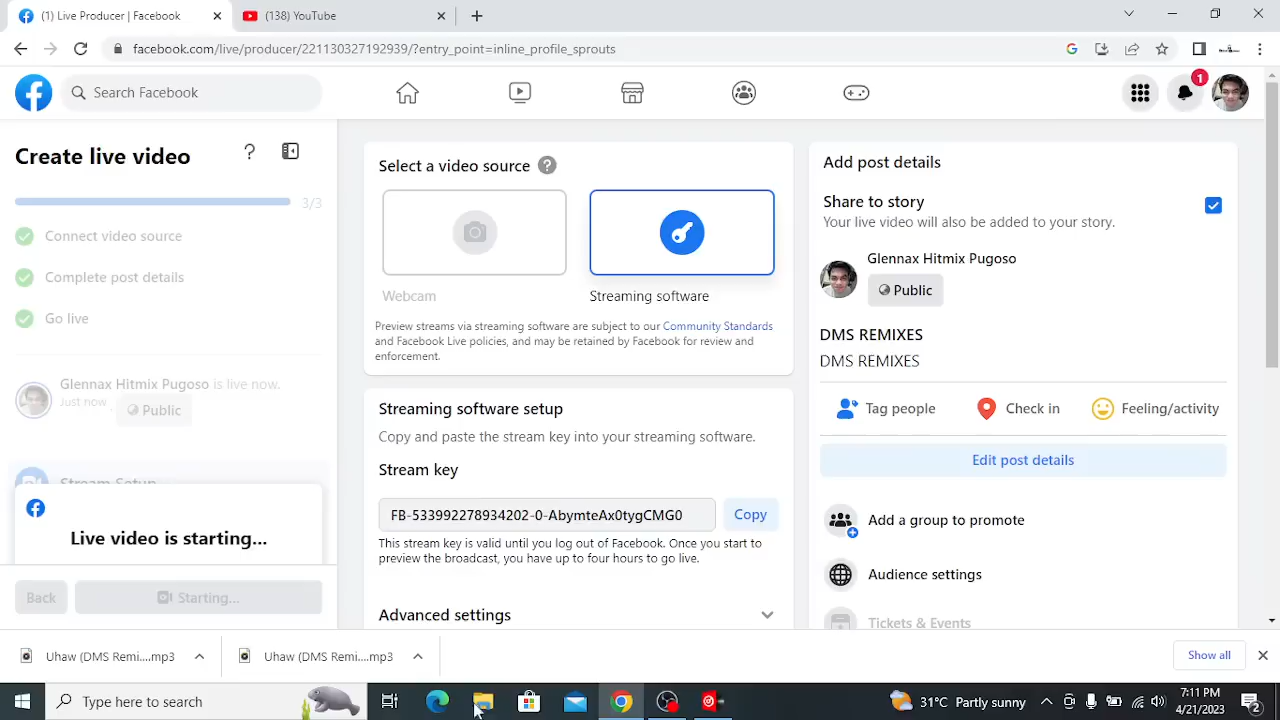 (1) Live Producer | Facebook
(138) YouTube
facebook.com/live/producer/221130327192939/?entry_point=inline_profile_sprouts
Search Facebook
1
Create live video
3/3
Connect video source
Complete post details
Go live
Glennax Hitmix Pugoso is live now.
Just now
Public
Stream Setup
Live video is starting...
Back
Starting...
Select a video source
Webcam
Streaming software
Preview streams via streaming software are subject to our Community Standards
and Facebook Live policies, and may be retained by Facebook for review and
enforcement.
Streaming software setup
Copy and paste the stream key into your streaming software.
Stream key
FB-533992278934202-0-AbymteAx0tygCMG0
Copy
This stream key is valid until you log out of Facebook. Once you start to
preview the broadcast, you have up to four hours to go live.
Advanced settings
Add post details
Share to story
Your live video will also be added to your story.
Glennax Hitmix Pugoso
Public
DMS REMIXES
DMS REMIXES
Tag people
Check in
Feeling/activity
Edit post details
Add a group to promote
Audience settings
Tickets & Events
Uhaw (DMS Remi....mp3
Uhaw (DMS Remi....mp3
Show all
Type here to search
31°C Partly sunny
7:11 PM
4/21/2023
2